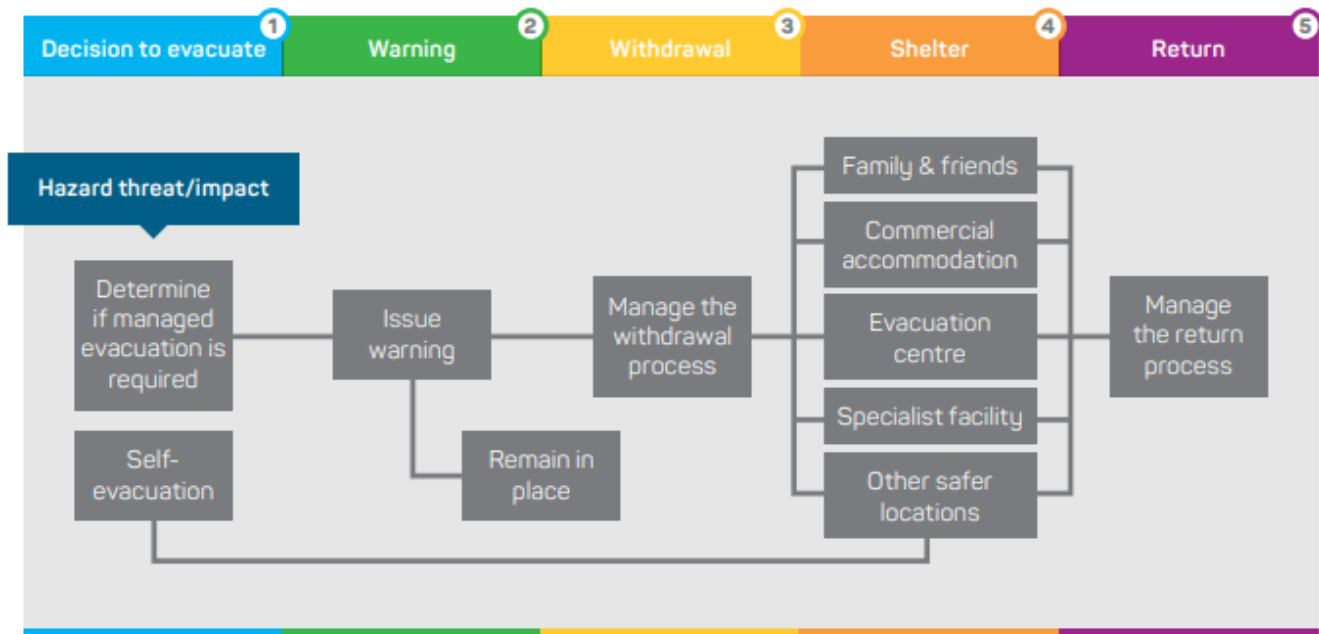 1
2
3
4
5
Decision to evacuate
Warning
Withdrawal
Shelter
Return
Hazard threat/impact
Determine
if managed
evacuation is
required
Self-
evacuation
Issue
warning
Remain in
place
Manage the
withdrawal
process
Family & friends
Commercial
accommodation
Evacuation
centre
Specialist facility
Other safer
locations
Manage
the return
process